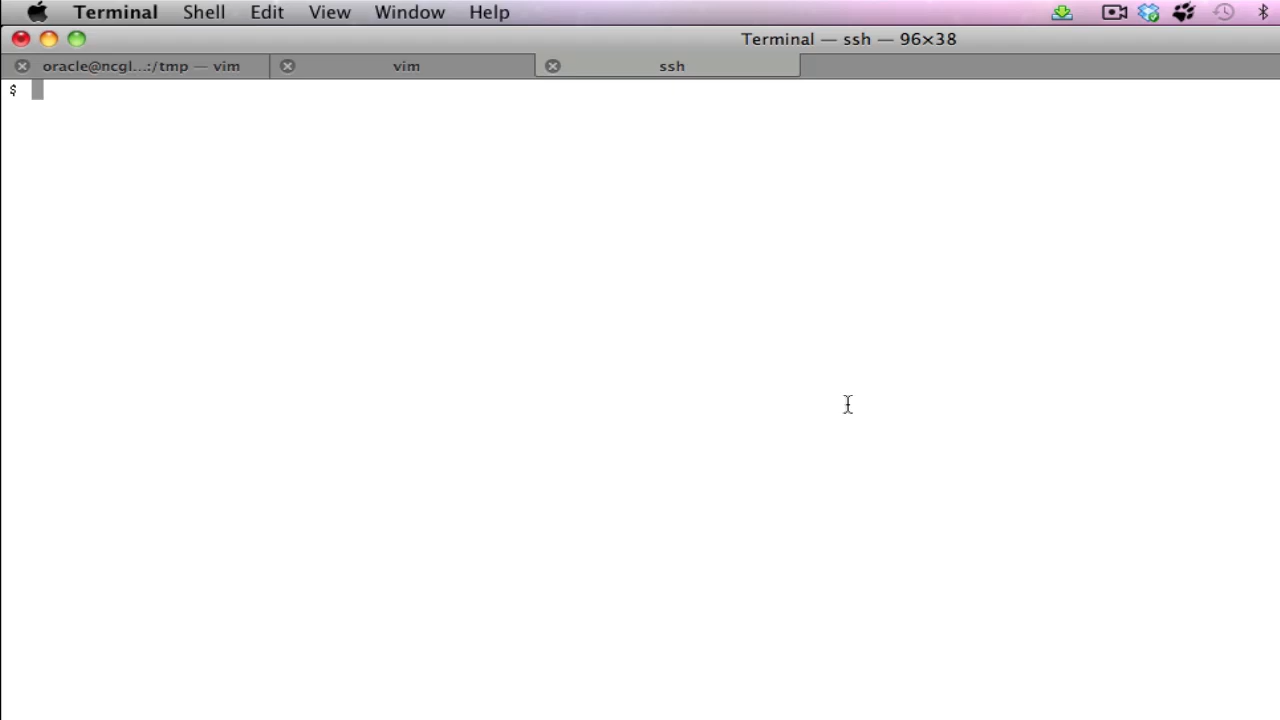 Terminal Shell Edit View Window Help
Terminal — ssh — 96×38
oracle@ncgl...:/tmp — vim vim ssh
$